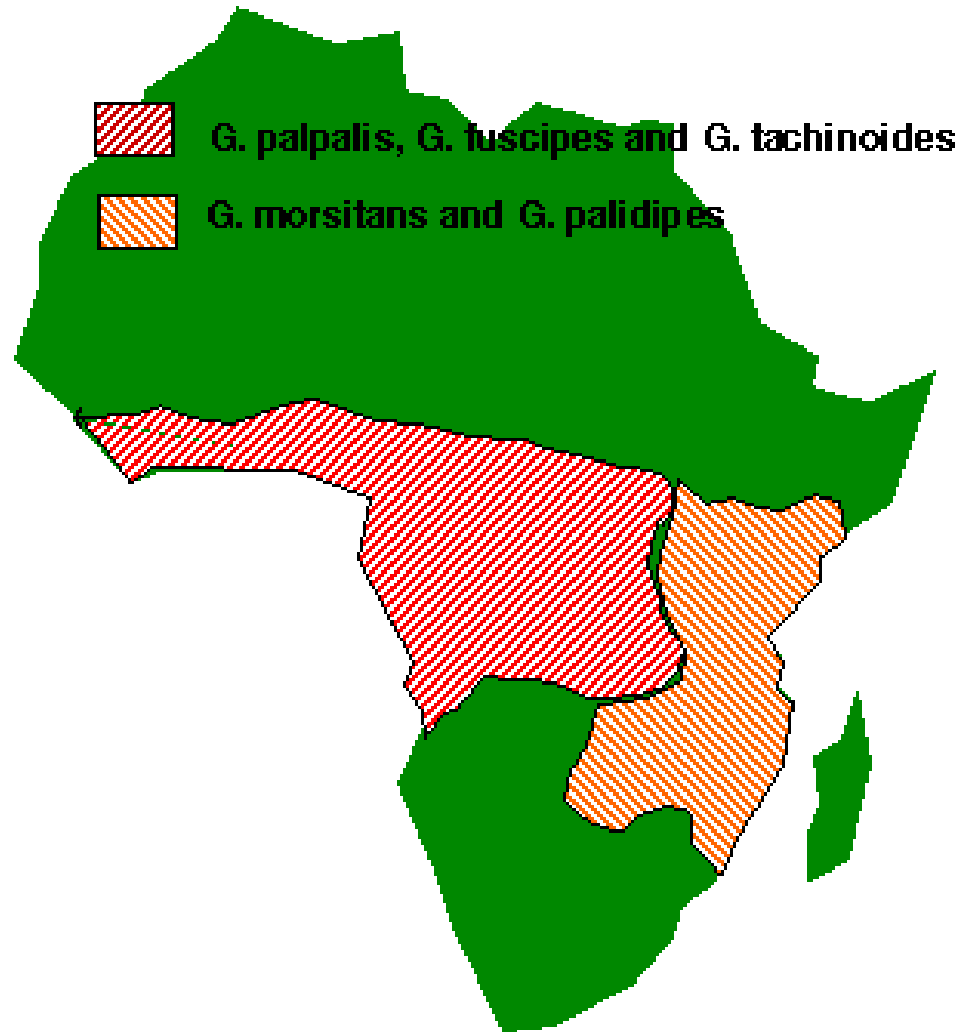 G. palpalis, G. fuscipes and G. tachinoides
G. morsitans and G. palidipes